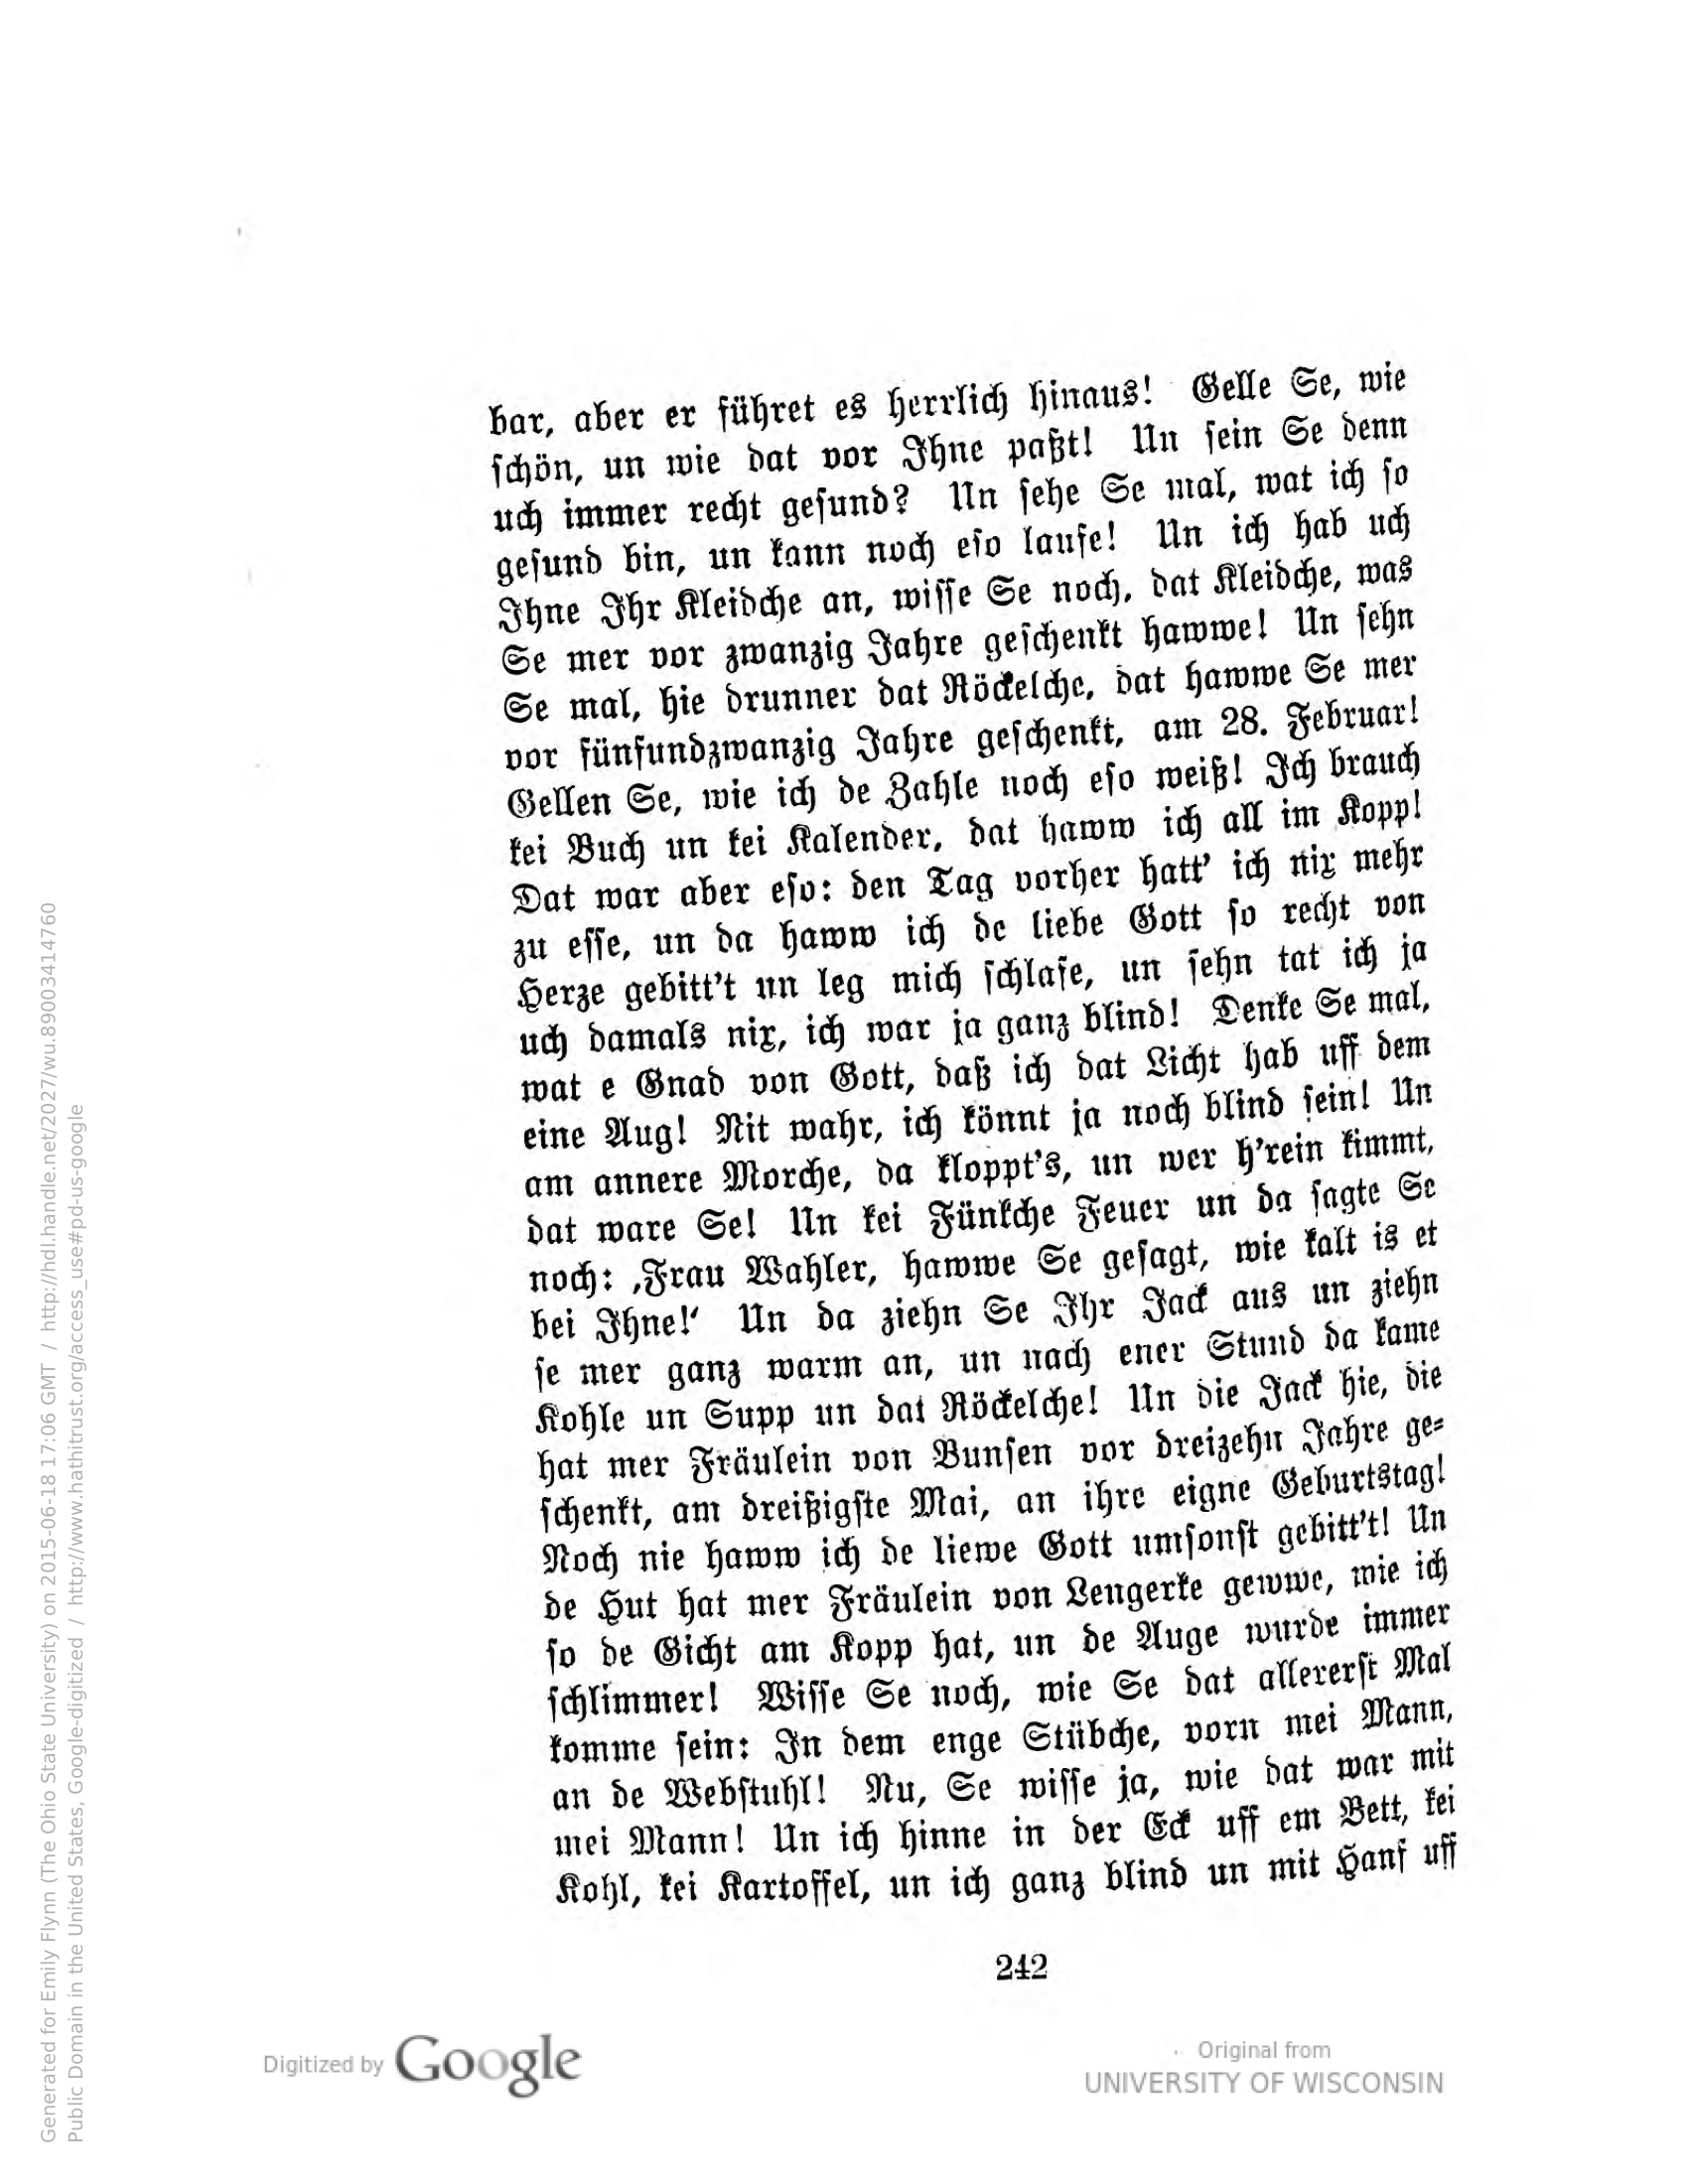 bar, aber er führet es herrlich hinaus! Gelle Se, wie
schön, un wie dat vor Ihne paßt! Un sein Se denn
uch immer recht gesund? Un sehe Se mal, wat ich so
gesund bin, un kann noch eso laufe! Un ich hab uch
Ihne Ihr Kleidche an, wisse Se noch, dat Kleidche, was
Se mer vor zwanzig Jahre geschenkt hawwe! Un sehn
Se mal, hie drunner dat Röckelche, dat hawwe Se mer
vor fünfundzwanzig Jahre geschenkt, am 28. Februar!
Gellen Se, wie ich de Zahle noch eso weiß! Ich brauch
kei Buch un kei Kalender, dat haww ich all im Kopp!
Dat war aber eso: den Tag vorher hatt' ich nix mehr
zu esse, un da haww ich de liebe Gott so recht von
Herze gebitt't un leg mich schlafe, un sehn tat ich ja
uch damals nix, ich war ja ganz blind! Denke Se mal,
wat e Gnad von Gott, daß ich dat Licht hab uff dem
eine Aug! Nit wahr, ich könnt ja noch blind sein! Un
am annere Morche, da kloppt's, un wer h'rein kimmt,
dat ware Se! Un kei Fünkche Feuer un da sagte Se
noch: ‚Frau Wahler, hawwe Se gesagt, wie kalt is et
bei Ihne!‘ Un da ziehn Se Ihr Jack aus un ziehn
se mer ganz warm an, un nach ener Stund da kame
Kohle un Supp un dat Röckelche! Un die Jack hie, die
hat mer Fräulein von Bunsen vor dreizehn Jahre ge-
schenkt, am dreißigste Mai, an ihre eigne Geburtstag!
Noch nie haww ich de liewe Gott umsonst gebitt't! Un
de Hut hat mer Fräulein von Lengerke gewwe, wie ich
so de Gicht am Kopp hat, un de Auge wurde immer
schlimmer! Wisse Se noch, wie Se dat allererst Mal
komme sein: In dem enge Stübche, vorn mei Mann,
an de Webstuhl! Nu, Se wisse ja, wie dat war mit
mei Mann! Un ich hinne in der Eck uff em Bett, kei
Kohl, kei Kartoffel, un ich ganz blind un mit Hanf uff
242
Digitized by Google
Original from
UNIVERSITY OF WISCONSIN
Generated for Emily Flynn (The Ohio State University) on 2015-06-18 17:06 GMT / http://hdl.handle.net/2027/wu.89003414760
Public Domain in the United States, Google-digitized / http://www.hathitrust.org/access_use#pd-us-google